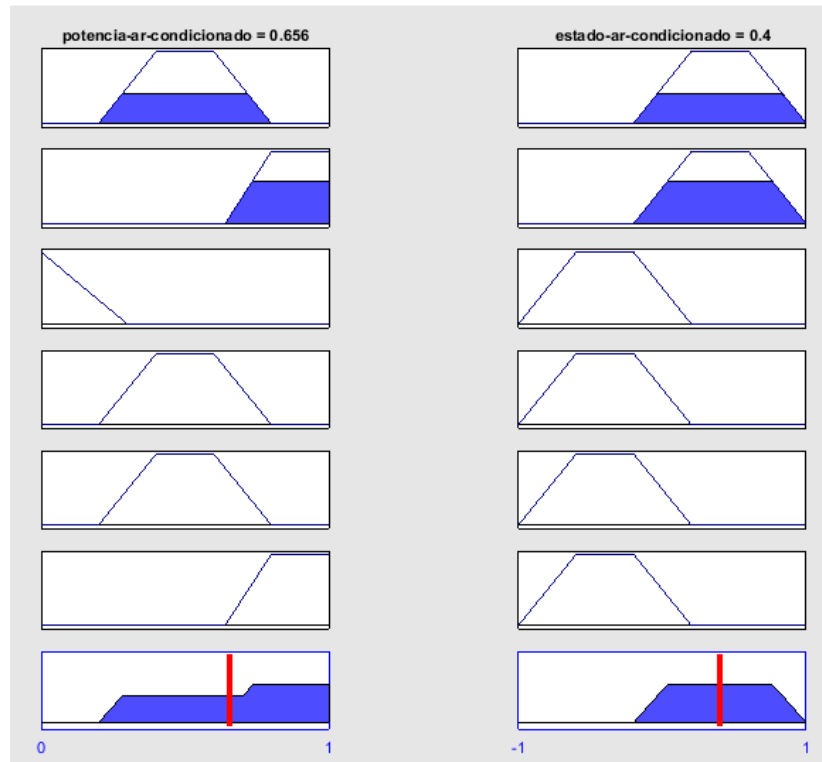 potencia-ar-condicionado = 0.656
estado-ar-condicionado = 0.4
0
1
-1
1